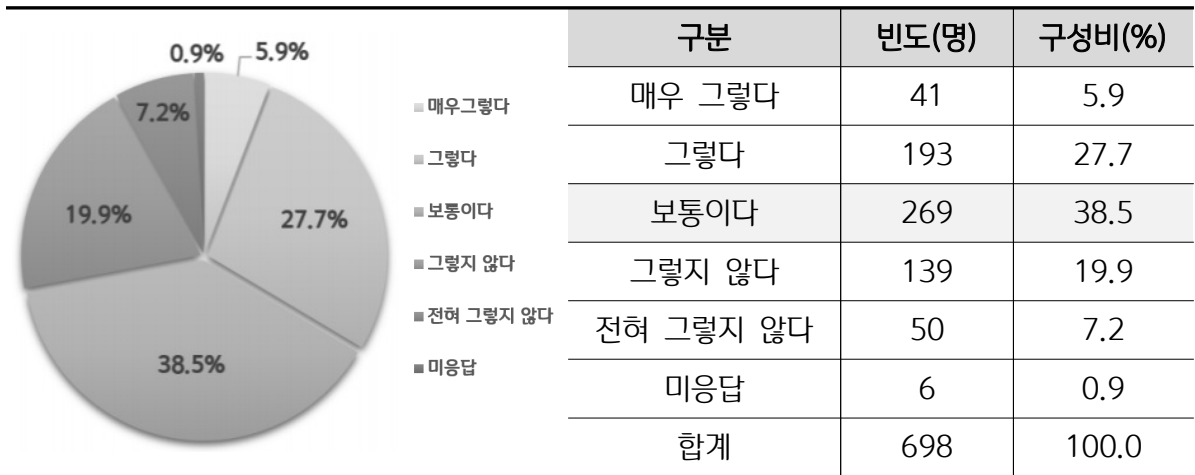 0.9%
5.9%
27.7%
38.5%
19.9%
7.2%
매우그렇다
그렇다
보통이다
그렇지 않다
전혀 그렇지 않다
미응답
구분 빈도(명) 구성비(%)
매우 그렇다 41 5.9
그렇다 193 27.7
보통이다 269 38.5
그렇지 않다 139 19.9
전혀 그렇지 않다 50 7.2
미응답 6 0.9
합계 698 100.0